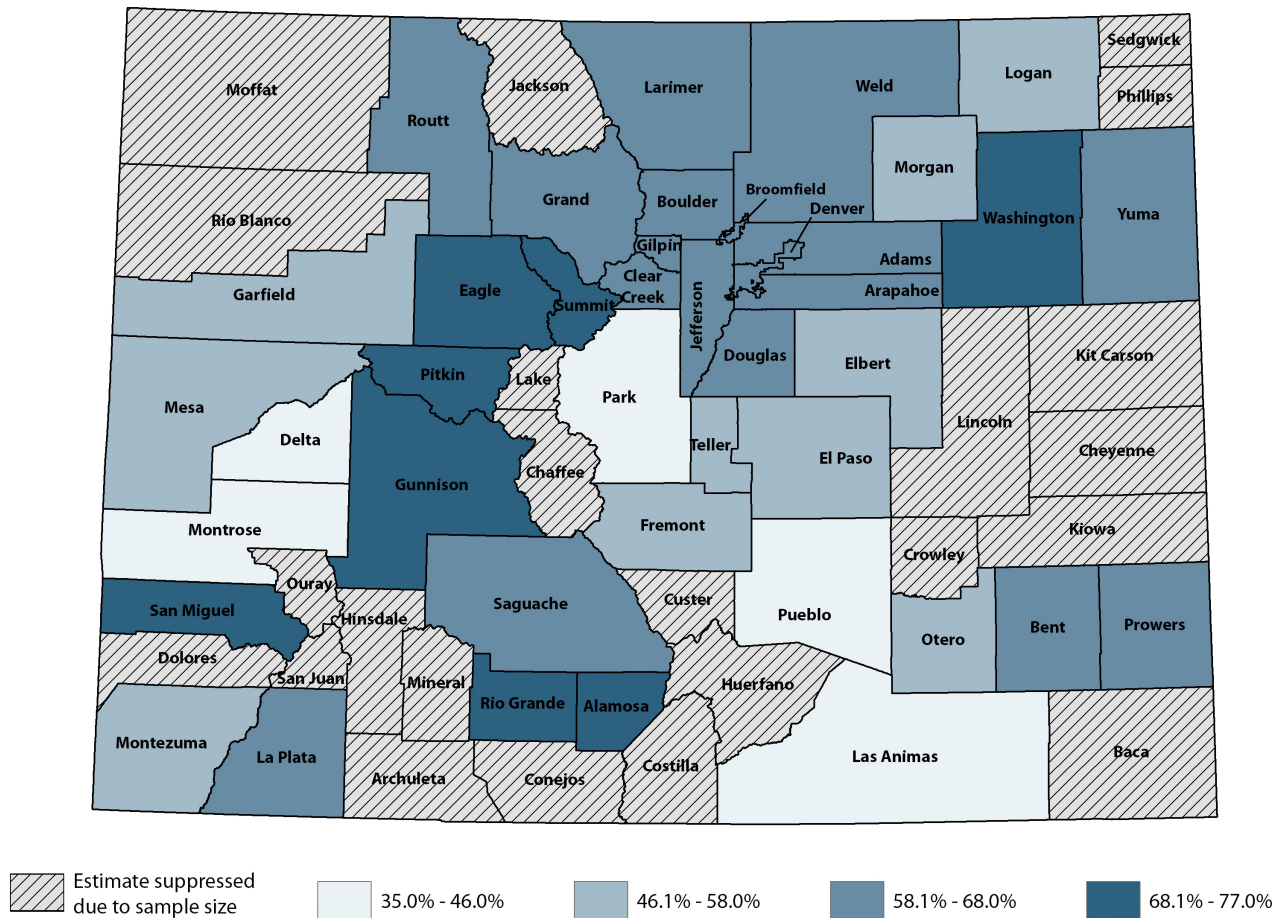 Sedgwick
Moffat
Jackson
Larimer
Weld
Logan
Phillips
Routt
Morgan
Rio Blanco
Grand
Boulder
Broomfield
Denver
Washington
Yuma
Gilpin
Adams
Garfield
Eagle
Summit
Clear
Creek
Arapahoe
Jefferson
Douglas
Elbert
Kit Carson
Mesa
Pitkin
Lake
Park
Lincoln
Delta
Teller
El Paso
Cheyenne
Gunnison
Chaffee
Montrose
Fremont
Kiowa
Crowley
Ouray
San Miguel
Hinsdale
Saguache
Custer
Pueblo
Otero
Bent
Prowers
Dolores
San Juan
Mineral
Rio Grande
Alamosa
Huerfano
Montezuma
La Plata
Archuleta
Conejos
Costilla
Las Animas
Baca
Estimate suppressed
due to sample size
35.0% - 46.0%
46.1% - 58.0%
58.1% - 68.0%
68.1% - 77.0%